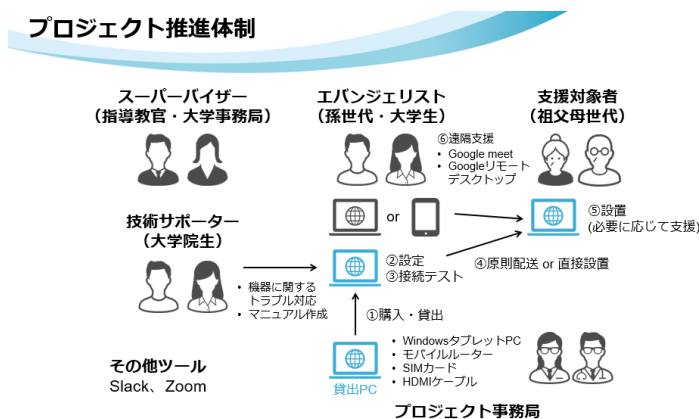 プロジェクト推進体制
スーパーバイザー
（指導教官・大学事務局）
エバンジェリスト
（孫世代・大学生）
支援対象者
（祖父母世代）
⑥遠隔支援
• Google meet
• Googleリモート
デスクトップ
or
⑤設置
(必要に応じて支援)
技術サポーター
（大学院生）
②設定
③接続テスト
④原則配送 or 直接設置
• 機器に関する
トラブル対応
• マニュアル作成
①購入・貸出
• WindowsタブレットPC
• モバイルルーター
• SIMカード
• HDMIケーブル
その他ツール
Slack、Zoom
貸出PC
プロジェクト事務局